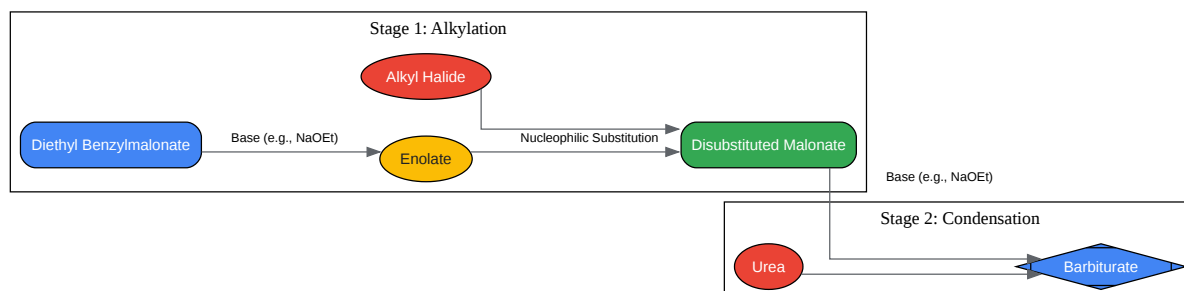 Stage 1: Alkylation
Alkyl Halide
Diethyl Benzylmalonate
Base (e.g., NaOEt)
Enolate
Nucleophilic Substitution
Disubstituted Malonate
Base (e.g., NaOEt)
Stage 2: Condensation
Urea
Barbiturate